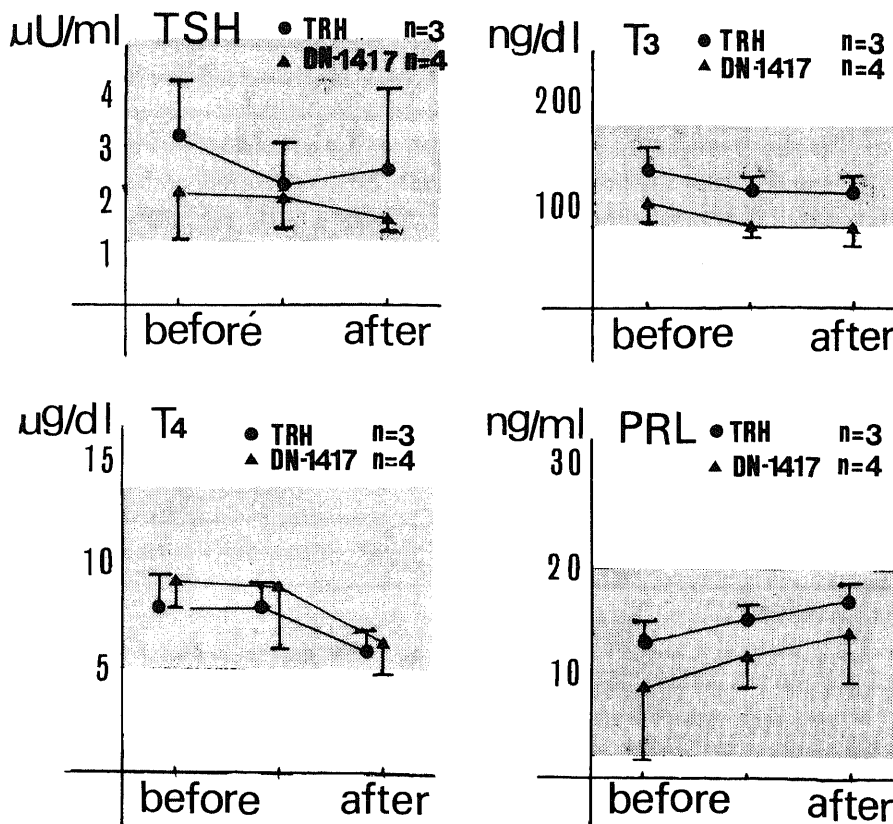 μU/ml TSH ● TRH n=3
▲ DN-1417 n=4
4
3
2
1
beforé after
ng/dl T3 ● TRH n=3
▲ DN-1417 n=4
200
100
before after
μg/dl T4 ● TRH n=3
▲ DN-1417 n=4
15
10
5
before after
ng/ml PRL ● TRH n=3
▲ DN-1417 n=4
30
20
10
before after